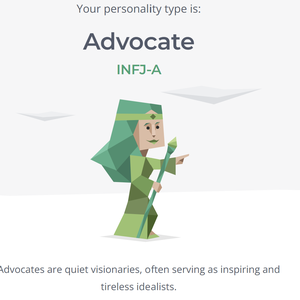 Your personality type is:
Advocate
INFJ-A
Advocates are quiet visionaries, often serving as inspiring and
tireless idealists.